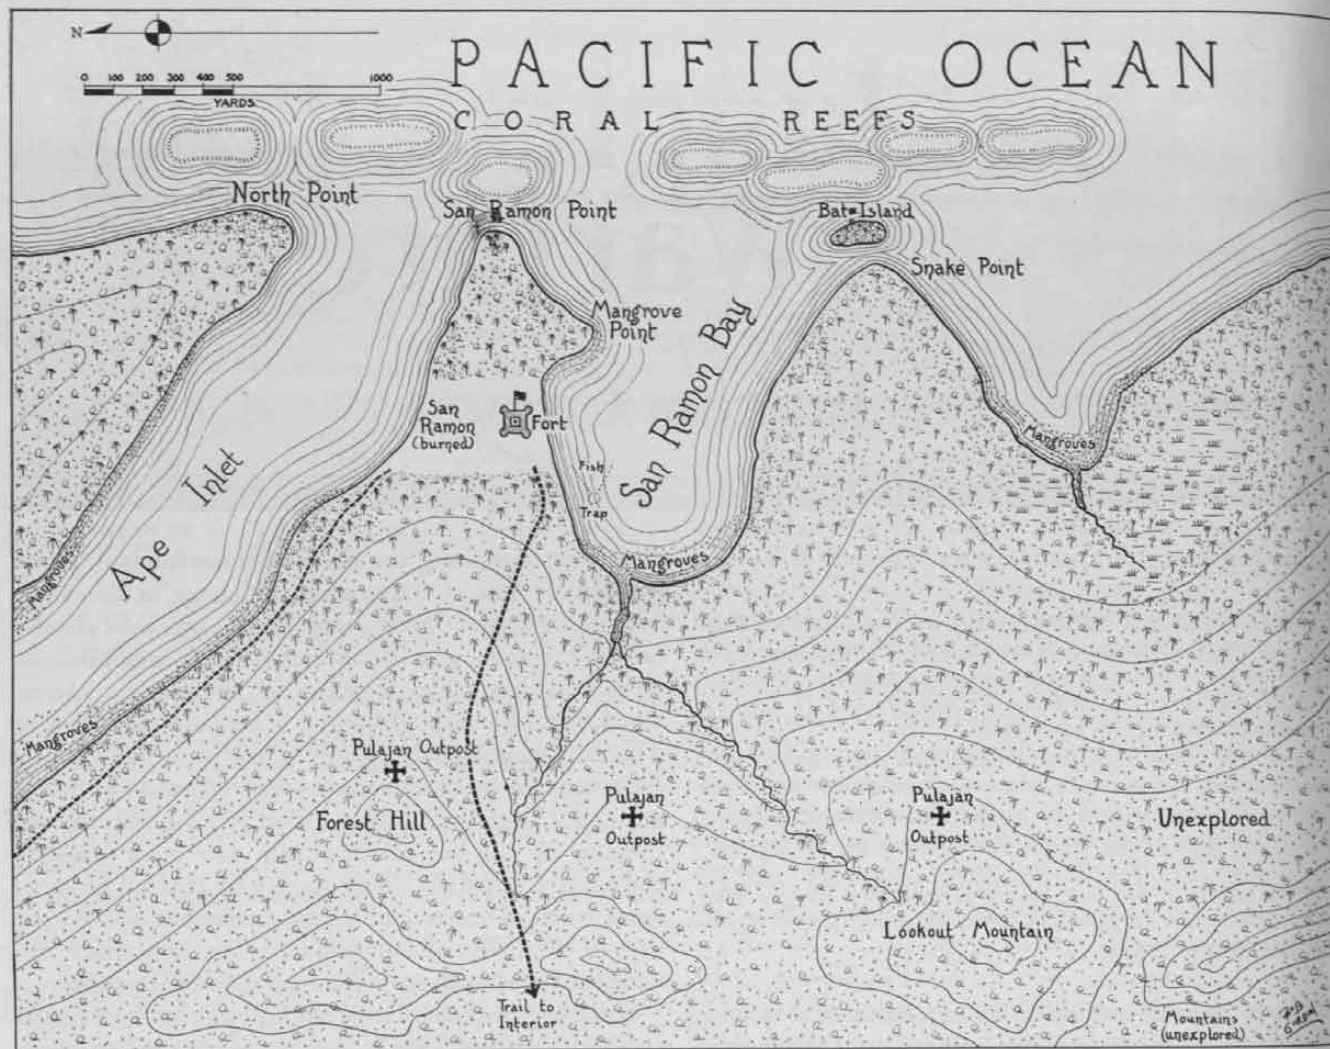 N
PACIFIC OCEAN
0 100 200 300 400 500 1000
YARDS
CORAL REEFS
North Point
San Ramon Point
Bat Island
Snake Point
Mangrove
Point
San Ramon Bay
San
Ramon
(burned)
Fort
Fish
Trap
Ape Inlet
Mangroves
Mangroves
Mangroves
Mangroves
Pulajan Outpost
Forest Hill
Pulajan
Outpost
Pulajan
Outpost
Unexplored
Lookout Mountain
Trail to
Interior
Mountains
(unexplored)